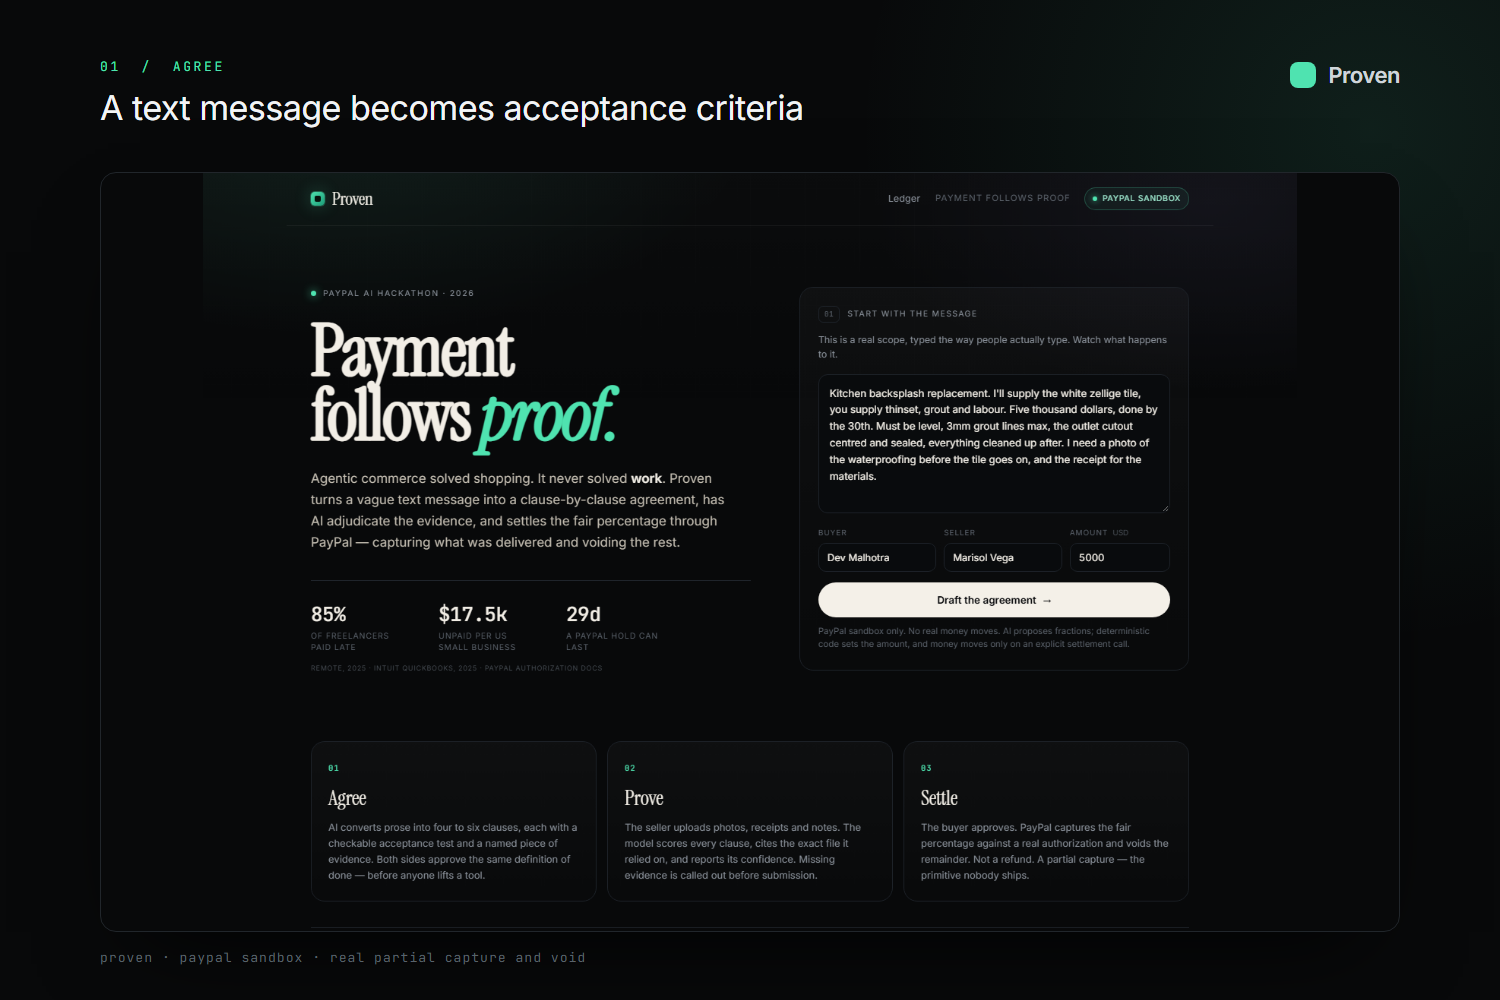 01 / AGREE
A text message becomes acceptance criteria
Proven
Proven
Ledger
PAYMENT FOLLOWS PROOF
PAYPAL SANDBOX
PAYPAL AI HACKATHON · 2026
Payment
follows proof.
Agentic commerce solved shopping. It never solved work. Proven
turns a vague text message into a clause-by-clause agreement, has
AI adjudicate the evidence, and settles the fair percentage through
PayPal — capturing what was delivered and voiding the rest.
85%
OF FREELANCERS
PAID LATE
$17.5k
UNPAID PER US
SMALL BUSINESS
29d
A PAYPAL HOLD CAN
LAST
REMOTE, 2025 · INTUIT QUICKBOOKS, 2025 · PAYPAL AUTHORIZATION DOCS
01 START WITH THE MESSAGE
This is a real scope, typed the way people actually type. Watch what happens
to it.
Kitchen backsplash replacement. I'll supply the white zellige tile,
you supply thinset, grout and labour. Five thousand dollars, done by
the 30th. Must be level, 3mm grout lines max, the outlet cutout
centred and sealed, everything cleaned up after. I need a photo of
the waterproofing before the tile goes on, and the receipt for the
materials.
BUYER
Dev Malhotra
SELLER
Marisol Vega
AMOUNT USD
5000
Draft the agreement →
PayPal sandbox only. No real money moves. AI proposes fractions; deterministic
code sets the amount, and money moves only on an explicit settlement call.
01
Agree
AI converts prose into four to six clauses, each with a
checkable acceptance test and a named piece of
evidence. Both sides approve the same definition of
done — before anyone lifts a tool.
02
Prove
The seller uploads photos, receipts and notes. The
model scores every clause, cites the exact file it
relied on, and reports its confidence. Missing
evidence is called out before submission.
03
Settle
The buyer approves. PayPal captures the fair
percentage against a real authorization and voids the
remainder. Not a refund. A partial capture — the
primitive nobody ships.
proven · paypal sandbox · real partial capture and void